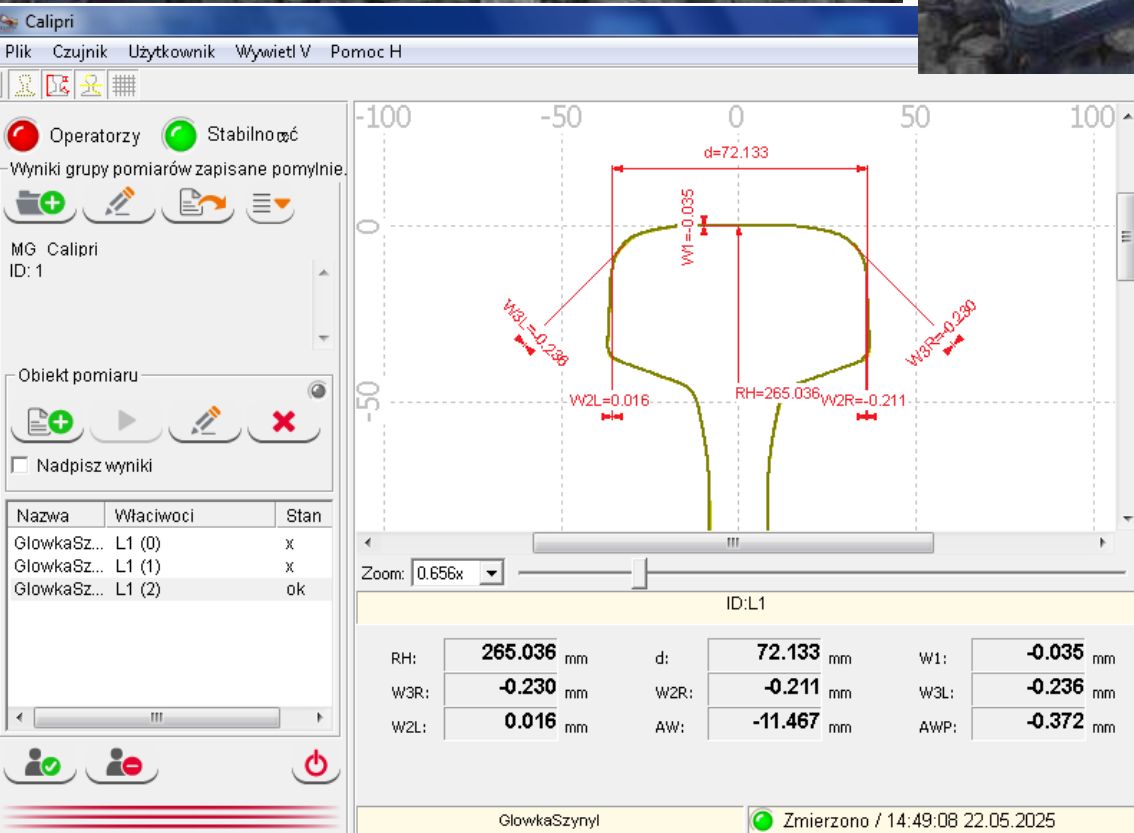 Calipri
Plik Czujnik Użytkownik Wywietl V Pomoc H
Operatorzy
Wyniki grupy pomiarów zapisane pomylnie.
MG Calipri
ID: 1
Obiekt pomiaru
Nadpisz wyniki
Nazwa Właciwoci Stan
GlowkaSz... L1 (0) x
GlowkaSz... L1 (1) x
GlowkaSz... L1 (2) ok
-100 -50 0 50 100
d=72.133
W1=-0.035
0
W3L=-0.236
W3R=-0.230
-50
W2L=0.016
RH=265.036
W2R=-0.211
Zoom: 0.656x
ID:L1
RH: 265.036 mm d: 72.133 mm W1: -0.035 mm
W3R: -0.230 mm W2R: -0.211 mm W3L: -0.236 mm
W2L: 0.016 mm AW: -11.467 mm AWP: -0.372 mm
GlowkaSzynyI
Zmierzono / 14:49:08 22.05.2025